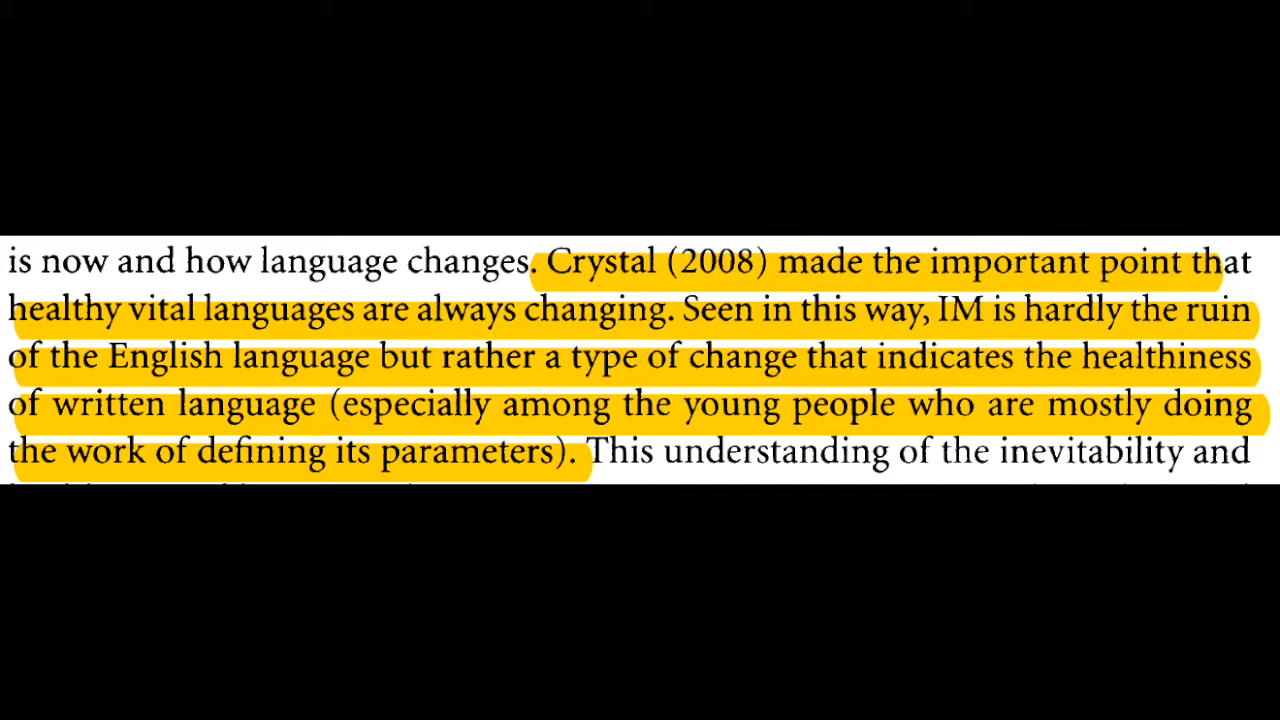 is now and how language changes. Crystal (2008) made the important point that
healthy vital languages are always changing. Seen in this way, IM is hardly the ruin
of the English language but rather a type of change that indicates the healthiness
of written language (especially among the young people who are mostly doing
the work of defining its parameters). This understanding of the inevitability and